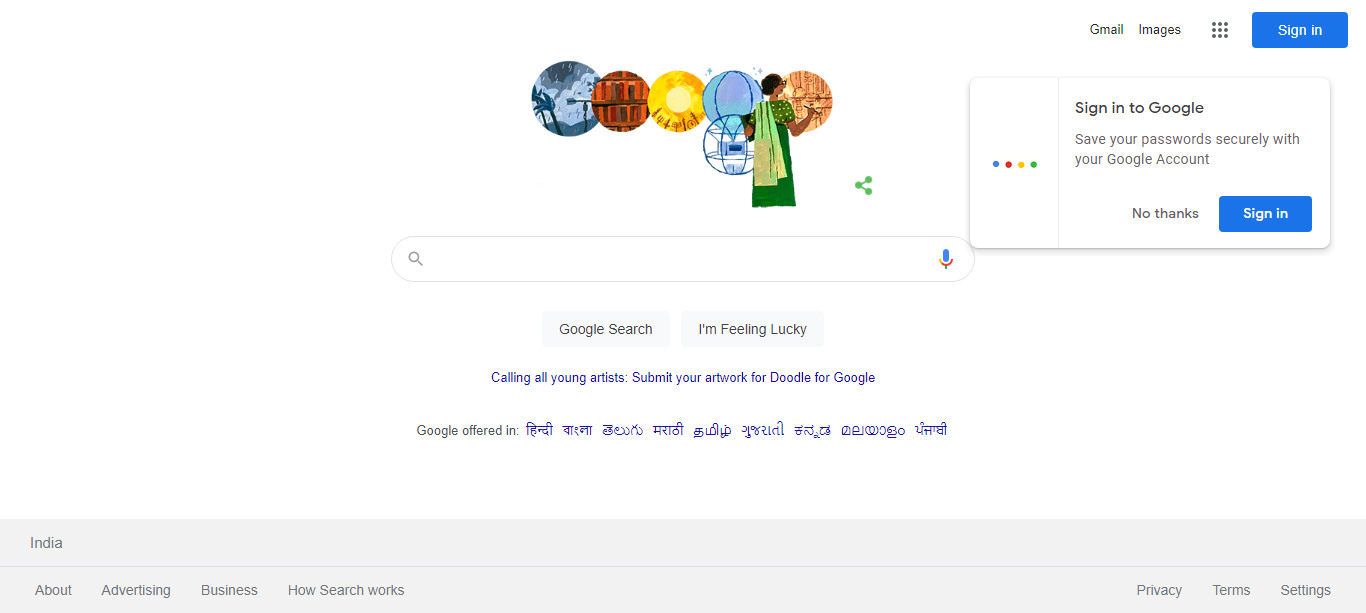 Gmail Images Sign in
Sign in to Google
Save your passwords securely with
your Google Account
No thanks Sign in
Google Search I'm Feeling Lucky
Calling all young artists: Submit your artwork for Doodle for Google
Google offered in: हिन्दी বাংলা తెలుగు मराठी தமிழ் ગુજરાતી ಕನ್ನಡ മലയാളം ਪੰਜਾਬੀ
India
About Advertising Business How Search works Privacy Terms Settings